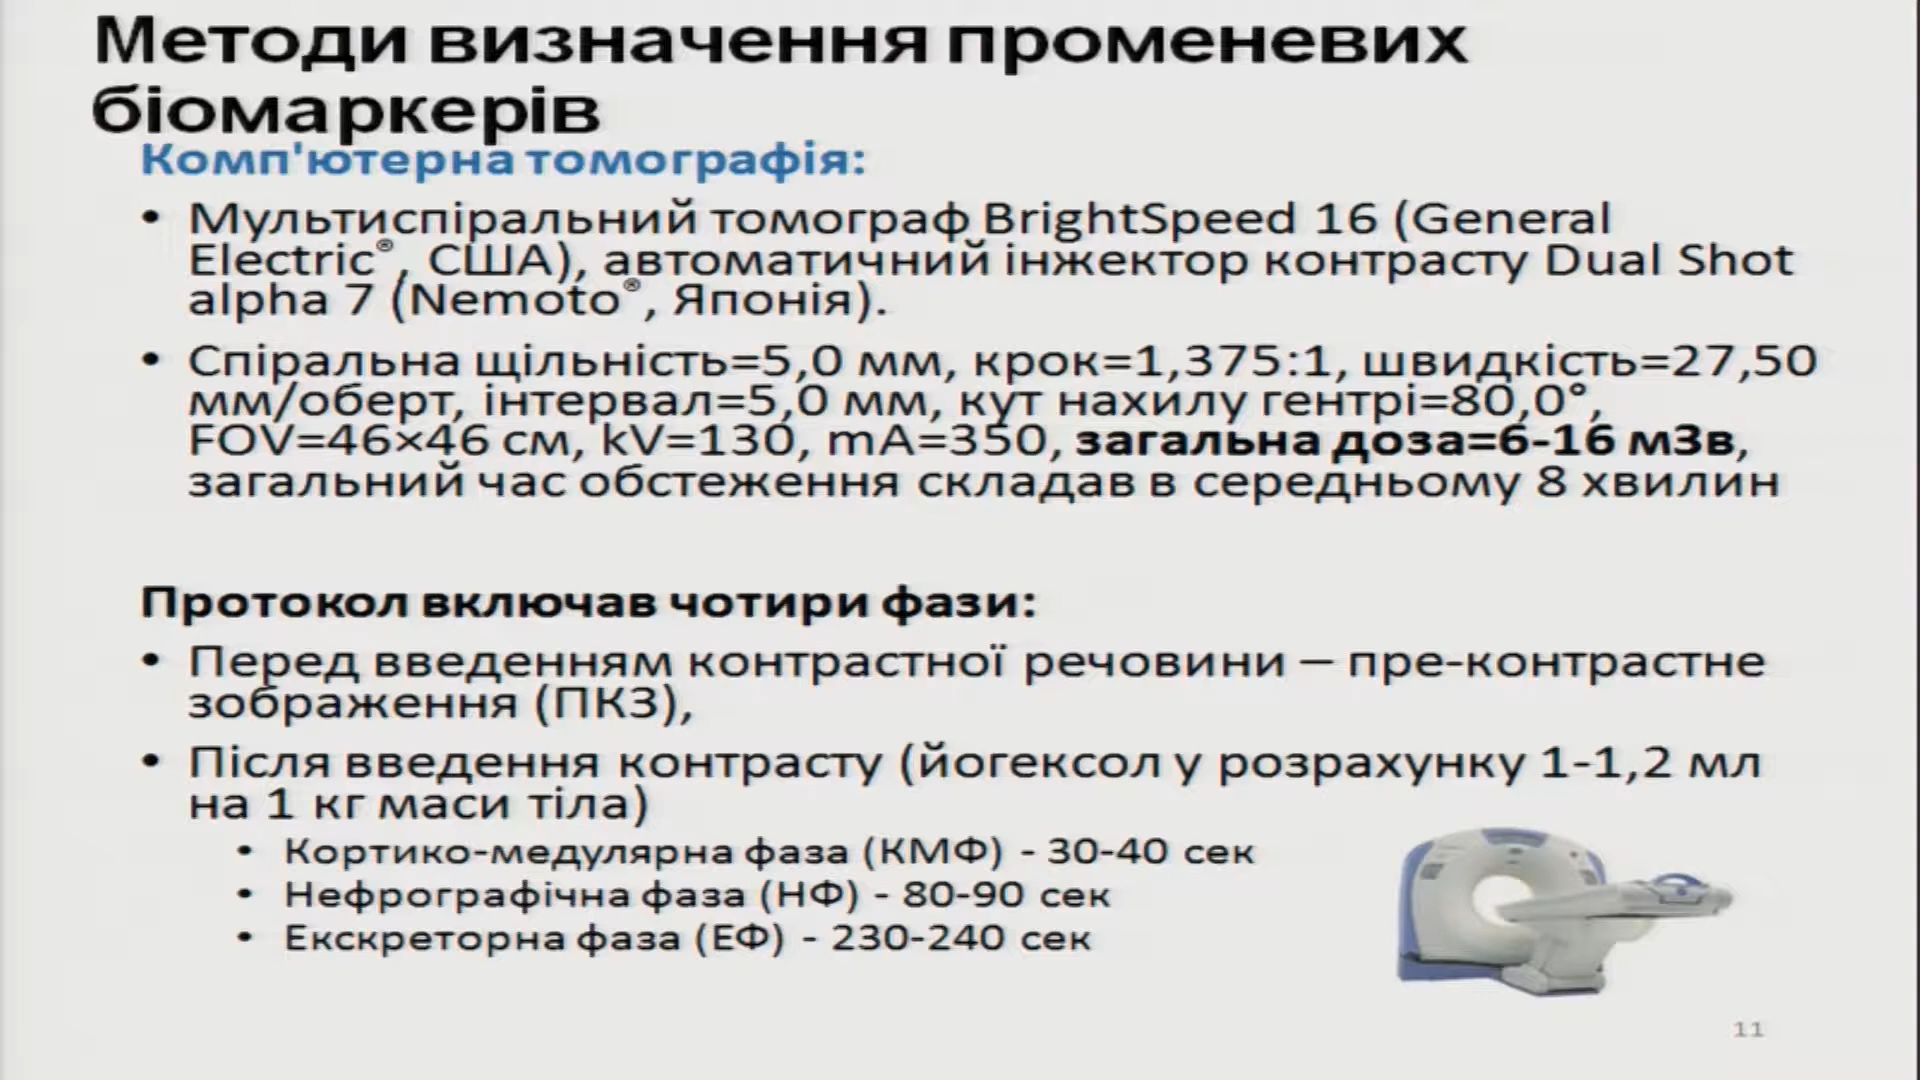 Методи визначення променевих
біомаркерів
Комп'ютерна томографія:
• Мультиспіральний томограф BrightSpeed 16 (General
Electric®, США), автоматичний інжектор контрасту Dual Shot
alpha 7 (Nemoto®, Японія).
• Спіральна щільність=5,0 мм, крок=1,375:1, швидкість=27,50
мм/оберт, інтервал=5,0 мм, кут нахилу гентрі=80,0°,
FOV=46×46 см, kV=130, mA=350, загальна доза=6-16 мЗв,
загальний час обстеження складав в середньому 8 хвилин
Протокол включав чотири фази:
• Перед введенням контрастної речовини – пре-контрастне
зображення (ПКЗ),
• Після введення контрасту (йогексол у розрахунку 1-1,2 мл
на 1 кг маси тіла)
• Кортико-медулярна фаза (КМФ) - 30-40 сек
• Нефрографічна фаза (НФ) - 80-90 сек
• Екскреторна фаза (ЕФ) - 230-240 сек
11